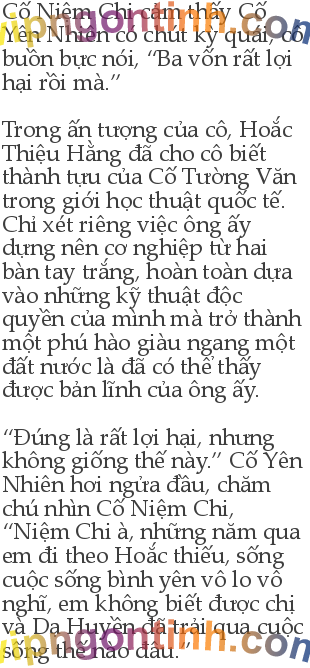 Cố Niệm Chi cảm thấy Cố
Yên Nhiên có chút kỳ quái, cô
buồn bực nói, “Ba vốn rất lợi
hại rồi mà.”
Trong ấn tượng của cô, Hoắc
Thiệu Hằng đã cho cô biết
thành tựu của Cố Tường Văn
trong giới học thuật quốc tế.
Chỉ xét riêng việc ông ấy
dựng nên cơ nghiệp từ hai
bàn tay trắng, hoàn toàn dựa
vào những kỹ thuật độc
quyền của mình mà trở thành
một phú hào giàu ngang một
đất nước là đã có thể thấy
được bản lĩnh của ông ấy.
“Đúng là rất lợi hại, nhưng
không giống thế này.” Cố Yên
Nhiên hơi ngửa đầu, chăm
chú nhìn Cố Niệm Chi,
“Niệm Chi à, những năm qua
em đi theo Hoắc thiếu, sống
cuộc sống bình yên vô lo vô
nghĩ, em không biết được chị
và Dạ Huyền đã trải qua cuộc
sống thế nào đâu.”
vipngontinh.com
vipngontinh.com